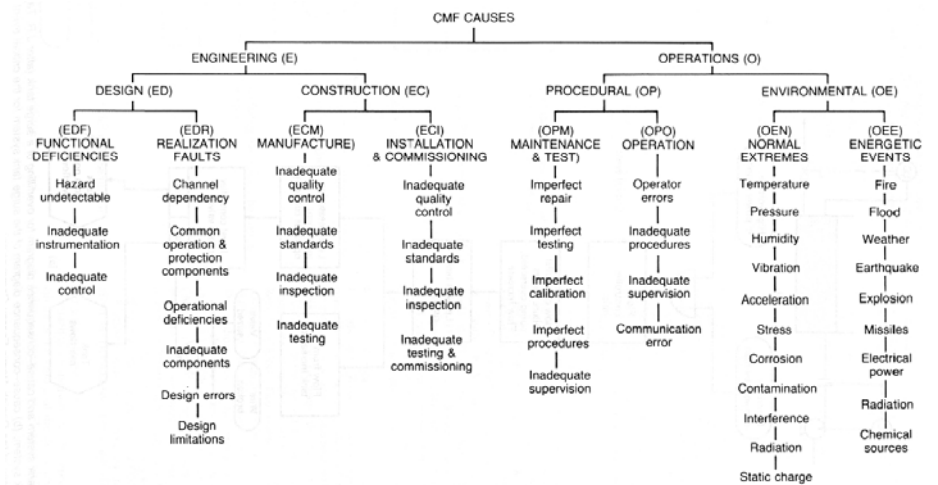 CMF CAUSES
ENGINEERING (E)
OPERATIONS (O)
DESIGN (ED)
CONSTRUCTION (EC)
PROCEDURAL (OP)
ENVIRONMENTAL (OE)
(EDF)
FUNCTIONAL
DEFICIENCIES
Hazard
undetectable
Inadequate
instrumentation
Inadequate
control
(EDR)
REALIZATION
FAULTS
Channel
dependency
Common
operation &
protection
components
Operational
deficiencies
Inadequate
components
Design errors
Design
limitations
(ECM)
MANUFACTURE)
Inadequate
quality
control
Inadequate
standards
Inadequate
inspection
Inadequate
testing
(ECI)
INSTALLATION
& COMMISSIONING
Inadequate
quality
control
Inadequate
standards
Inadequate
inspection
Inadequate
testing &
commissioning
(OPM)
MAINTENANCE
& TEST)
Imperfect
repair
Imperfect
testing
Imperfect
calibration
Imperfect
procedures
Inadequate
supervision
(OPO)
OPERATION
Operator
errors
Inadequate
procedures
Inadequate
supervision
Communication
error
(OEN)
NORMAL
EXTREMES
Temperature
Pressure
Humidity
Vibration
Acceleration
Stress
Corrosion
Contamination
Interference
Radiation
Static charge
(OEE)
ENERGETIC
EVENTS
Fire
Flood
Weather
Earthquake
Explosion
Missiles
Electrical
power
Radiation
Chemical
sources